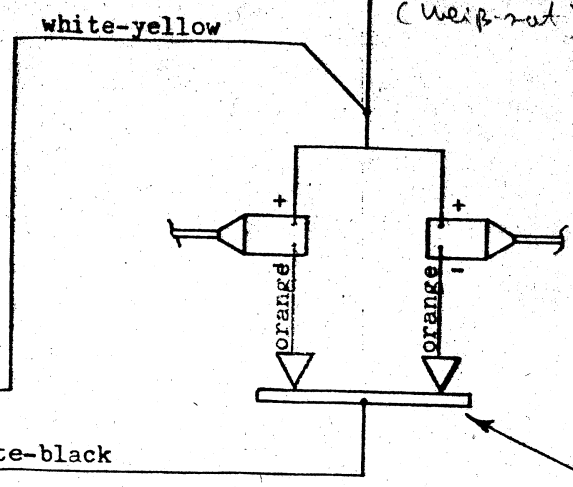 white-yellow
(weiß-rot
+
+
-
orange
orange
te-black